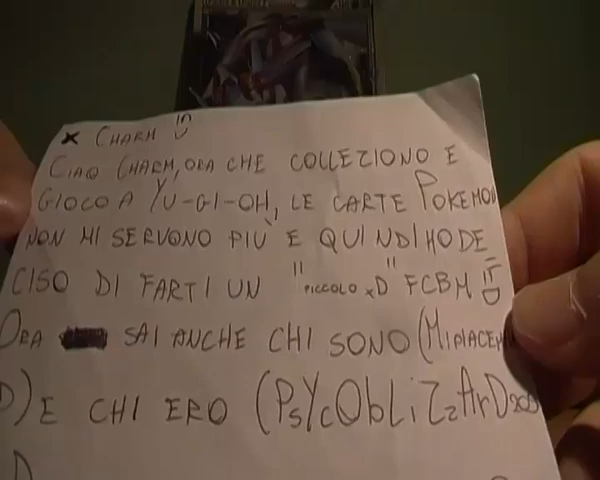 × CHARM
CIAO CHARM, ORA CHE COLLEZIONO E
GIOCO A YU-GI-OH, LE CARTE POKEMON
NON MI SERVONO PIÙ E QUINDI HO DE-
CISO DI FARTI UN "PICCOLO xD" FCBM :D
ORA SAI ANCHE CHI SONO (MIPIACEM
D) E CHI ERO (PsYcObLiZzArD
D